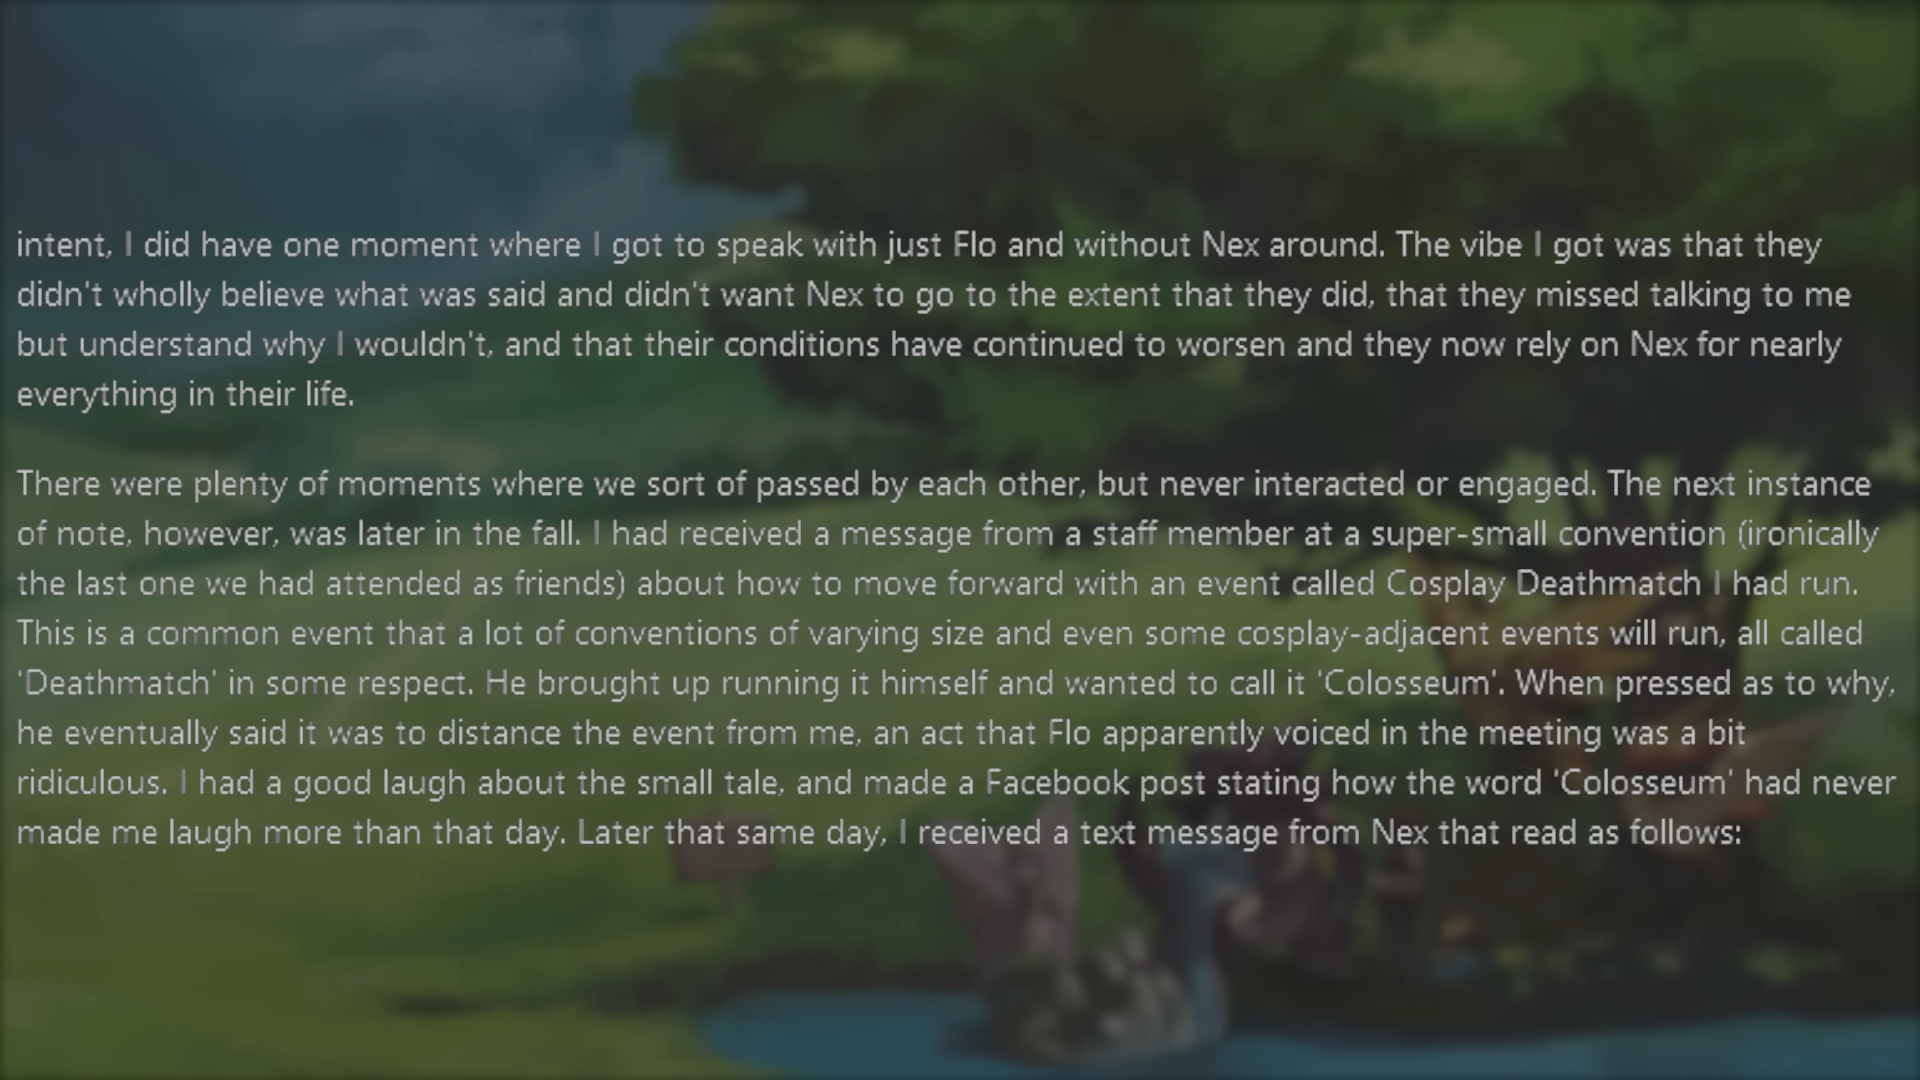 intent, I did have one moment where I got to speak with just Flo and without Nex around. The vibe I got was that they
didn't wholly believe what was said and didn't want Nex to go to the extent that they did, that they missed talking to me
but understand why I wouldn't, and that their conditions have continued to worsen and they now rely on Nex for nearly
everything in their life.
There were plenty of moments where we sort of passed by each other, but never interacted or engaged. The next instance
of note, however, was later in the fall. I had received a message from a staff member at a super-small convention (ironically
the last one we had attended as friends) about how to move forward with an event called Cosplay Deathmatch I had run.
This is a common event that a lot of conventions of varying size and even some cosplay-adjacent events will run, all called
'Deathmatch' in some respect. He brought up running it himself and wanted to call it 'Colosseum'. When pressed as to why,
he eventually said it was to distance the event from me, an act that Flo apparently voiced in the meeting was a bit
ridiculous. I had a good laugh about the small tale, and made a Facebook post stating how the word 'Colosseum' had never
made me laugh more than that day. Later that same day, I received a text message from Nex that read as follows: